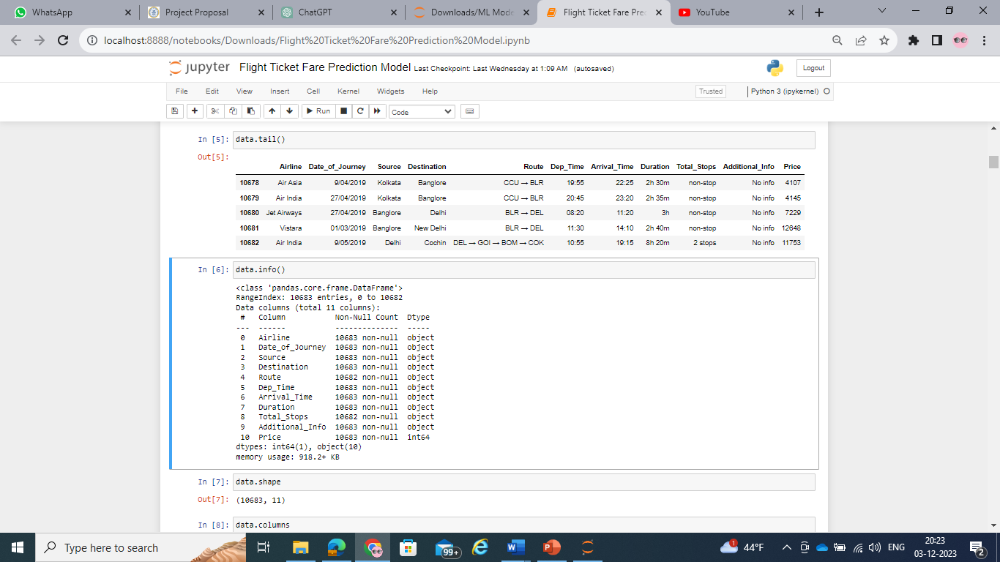 WhatsApp
Project Proposal
ChatGPT
Downloads/ML Mode
Flight Ticket Fare Pre
YouTube
localhost:8888/notebooks/Downloads/Flight%20Ticket%20Fare%20Prediction%20Model.ipynb
jupyter Flight Ticket Fare Prediction Model Last Checkpoint: Last Wednesday at 1:09 AM (autosaved)
Logout
File Edit View Insert Cell Kernel Widgets Help
Trusted
Python 3 (ipykernel)
Run
Code
In [5]: data.tail()
Out[5]:
Airline Date_of_Journey Source Destination Route Dep_Time Arrival_Time Duration Total_Stops Additional_Info Price
10678 Air Asia 9/04/2019 Kolkata Banglore CCU → BLR 19:55 22:25 2h 30m non-stop No info 4107
10679 Air India 27/04/2019 Kolkata Banglore CCU → BLR 20:45 23:20 2h 35m non-stop No info 4145
10680 Jet Airways 27/04/2019 Banglore Delhi BLR → DEL 08:20 11:20 3h non-stop No info 7229
10681 Vistara 01/03/2019 Banglore New Delhi BLR → DEL 11:30 14:10 2h 40m non-stop No info 12648
10682 Air India 9/05/2019 Delhi Cochin DEL → GOI → BOM → COK 10:55 19:15 8h 20m 2 stops No info 11753
In [6]: data.info()
<class 'pandas.core.frame.DataFrame'>
RangeIndex: 10683 entries, 0 to 10682
Data columns (total 11 columns):
# Column Non-Null Count Dtype
--- ------ -------------- -----
0 Airline 10683 non-null object
1 Date_of_Journey 10683 non-null object
2 Source 10683 non-null object
3 Destination 10683 non-null object
4 Route 10682 non-null object
5 Dep_Time 10683 non-null object
6 Arrival_Time 10683 non-null object
7 Duration 10683 non-null object
8 Total_Stops 10682 non-null object
9 Additional_Info 10683 non-null object
10 Price 10683 non-null int64
dtypes: int64(1), object(10)
memory usage: 918.2+ KB
In [7]: data.shape
Out[7]: (10683, 11)
In [8]: data.columns
Type here to search
99+
1
44°F
ENG
20:23
03-12-2023
2